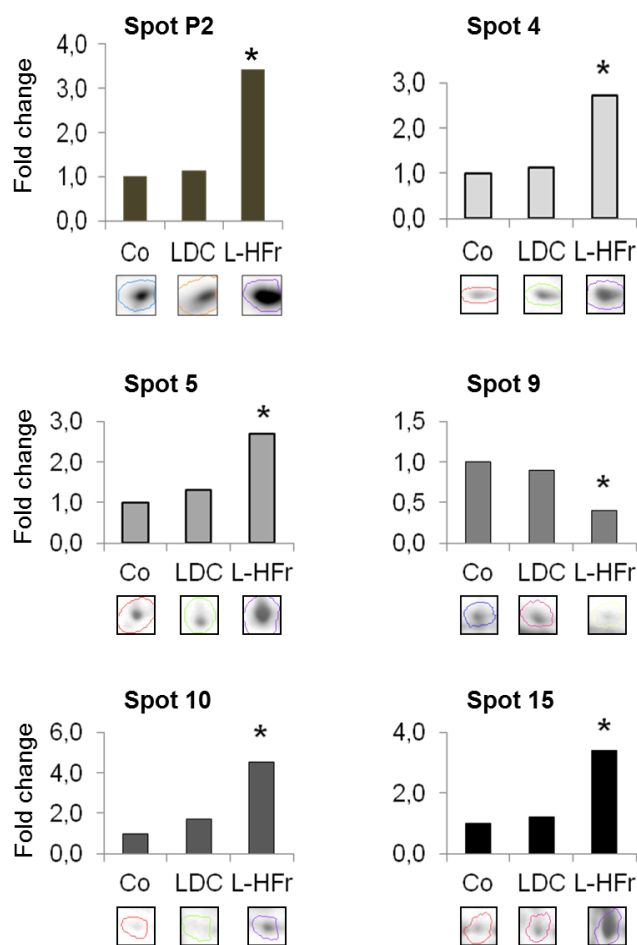 Spot P2
Fold change
4,0
3,0
2,0
1,0
0,0
*
Co LDC L-HFr
Spot 4
3,0
2,0
1,0
0,0
*
Co LDC L-HFr
Spot 5
Fold change
3,0
2,0
1,0
0,0
*
Co LDC L-HFr
Spot 9
1,5
1,0
0,5
0,0
*
Co LDC L-HFr
Spot 10
Fold change
6,0
4,0
2,0
0,0
*
Co LDC L-HFr
Spot 15
4,0
2,0
0,0
*
Co LDC L-HFr